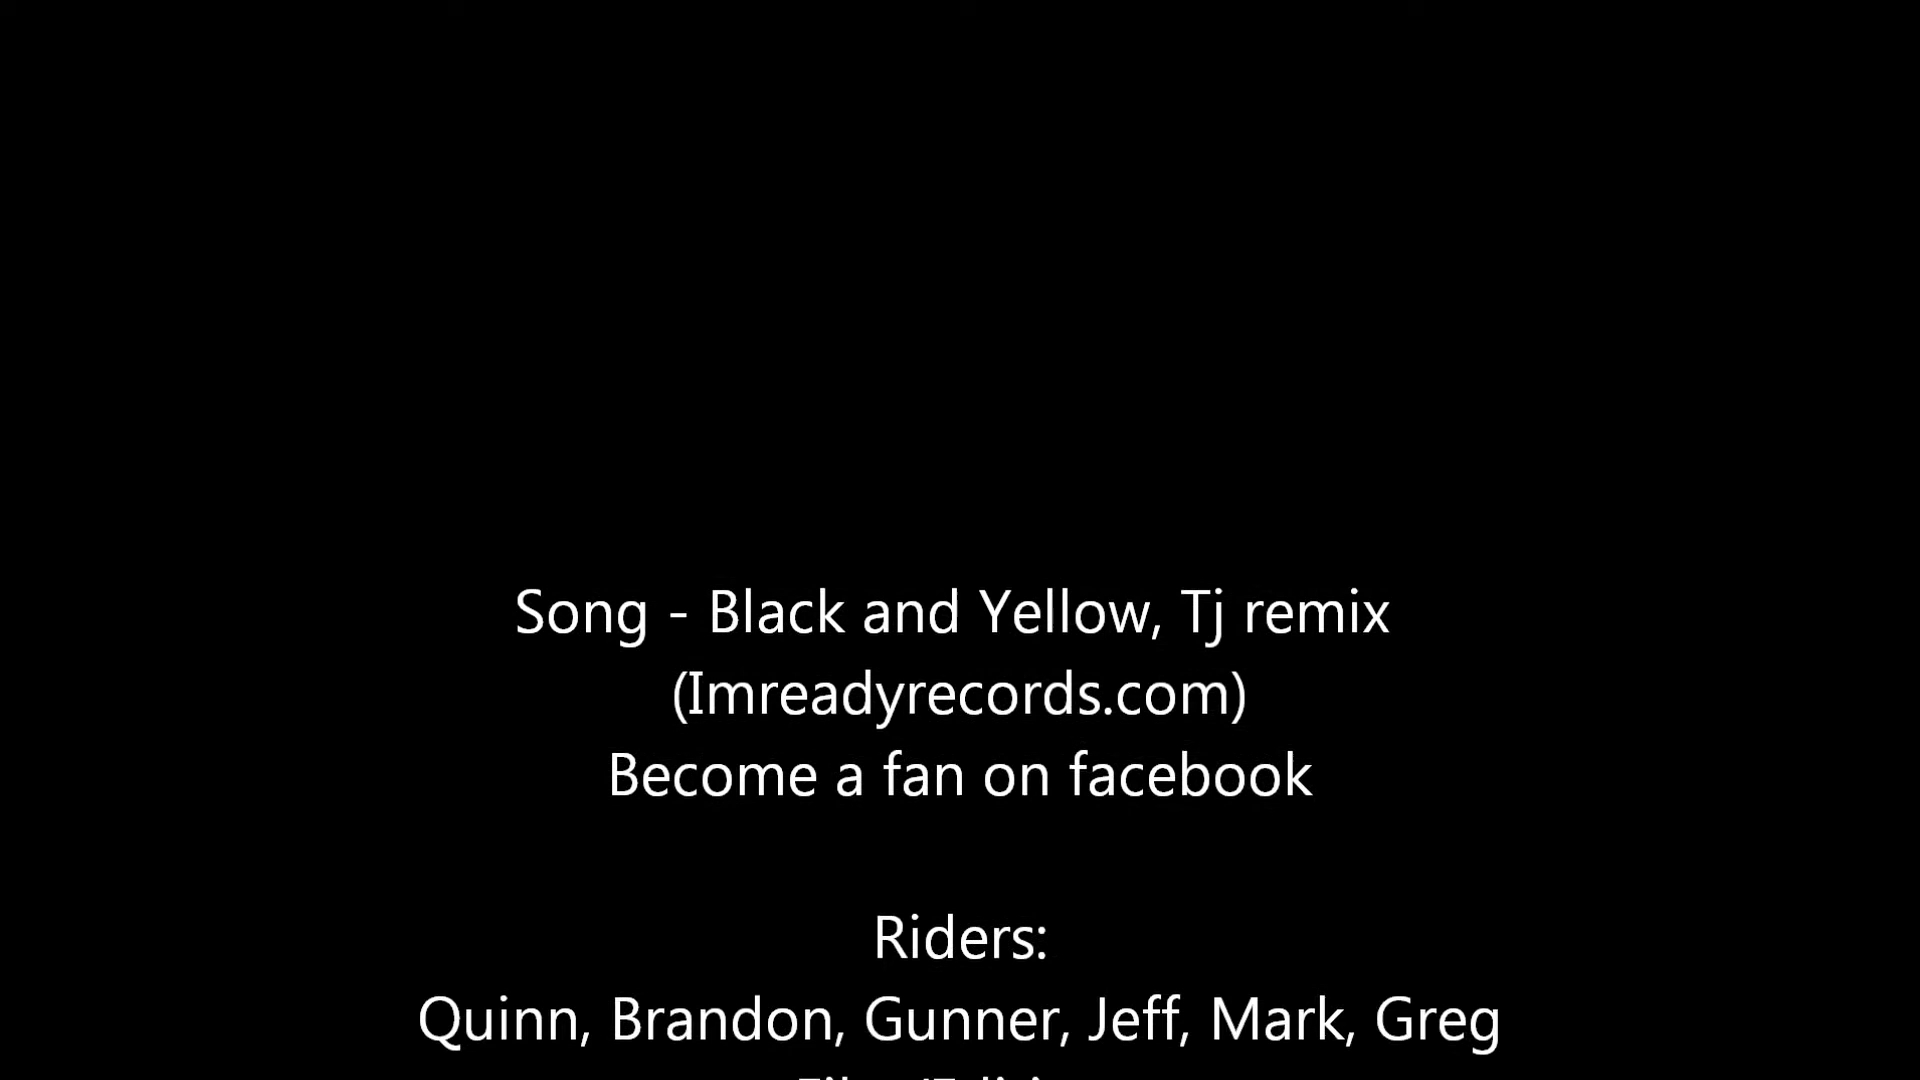 Song - Black and Yellow, Tj remix
(Imreadyrecords.com)
Become a fan on facebook
Riders:
Quinn, Brandon, Gunner, Jeff, Mark, Greg